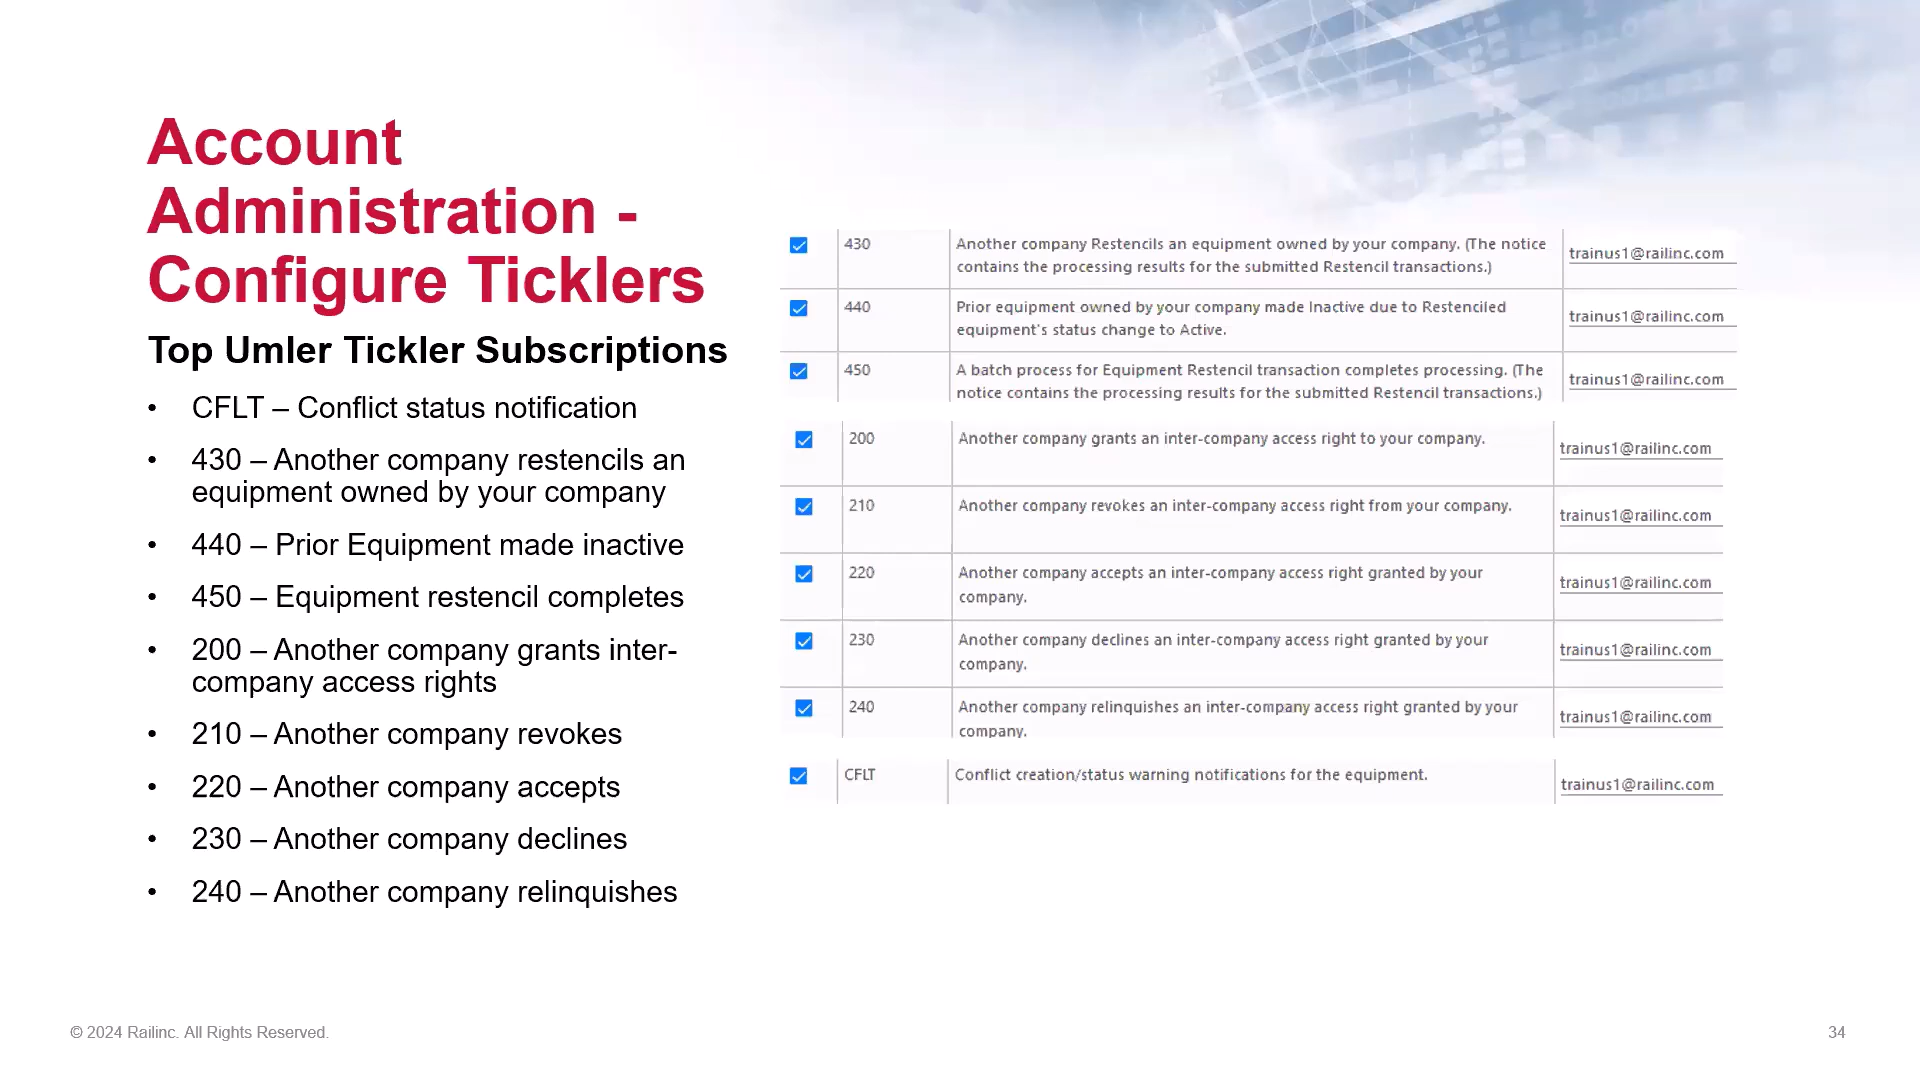 Account
Administration -
Configure Ticklers
Top Umler Tickler Subscriptions
• CFLT – Conflict status notification
• 430 – Another company restencils an
equipment owned by your company
• 440 – Prior Equipment made inactive
• 450 – Equipment restencil completes
• 200 – Another company grants inter-
company access rights
• 210 – Another company revokes
• 220 – Another company accepts
• 230 – Another company declines
• 240 – Another company relinquishes
430 Another company Restencils an equipment owned by your company. (The notice
contains the processing results for the submitted Restencil transactions.) trainus1@railinc.com
440 Prior equipment owned by your company made Inactive due to Restenciled
equipment's status change to Active. trainus1@railinc.com
450 A batch process for Equipment Restencil transaction completes processing. (The
notice contains the processing results for the submitted Restencil transactions.) trainus1@railinc.com
200 Another company grants an inter-company access right to your company. trainus1@railinc.com
210 Another company revokes an inter-company access right from your company. trainus1@railinc.com
220 Another company accepts an inter-company access right granted by your
company. trainus1@railinc.com
230 Another company declines an inter-company access right granted by your
company. trainus1@railinc.com
240 Another company relinquishes an inter-company access right granted by your
company. trainus1@railinc.com
CFLT Conflict creation/status warning notifications for the equipment. trainus1@railinc.com
© 2024 Railinc. All Rights Reserved.
34